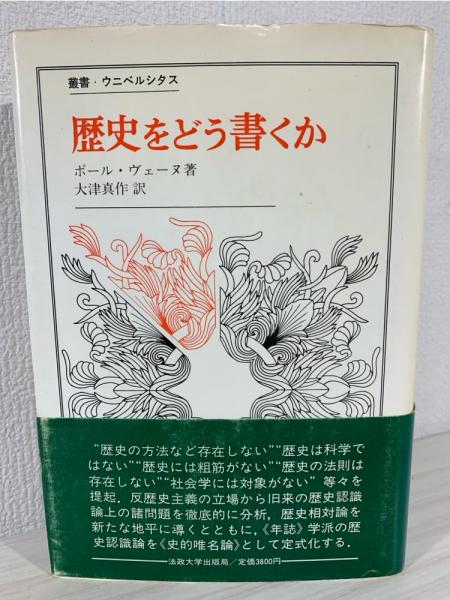 叢書・ウニベルシタス
歴史をどう書くか
ポール・ヴェーヌ著
大津真作 訳
“歴史の方法など存在しない”“歴史は科学で
はない”“歴史には粗筋がない”“歴史の法則は
存在しない”“社会学には対象がない” 等々を
提起．反歴史主義の立場から旧来の歴史認識
論上の諸問題を徹底的に分析，歴史相対論を
新たな地平に導くとともに，《年誌》学派の歴
史認識論を《史的唯名論》として定式化する．
法政大学出版局／定価3800円